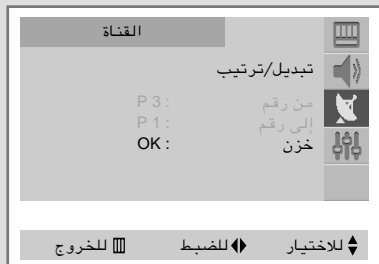 القناة
تبديل/ترتيب
من رقم : P 3
إلى رقم : P 1
خزن : OK
للاختيار للضبط للخروج